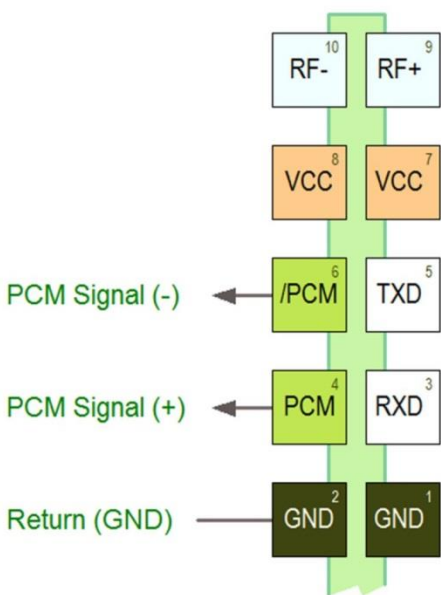 10 9
RF- RF+
8 7
VCC VCC
6 5
PCM Signal (-) /PCM TXD
4 3
PCM Signal (+) PCM RXD
2 1
Return (GND) GND GND